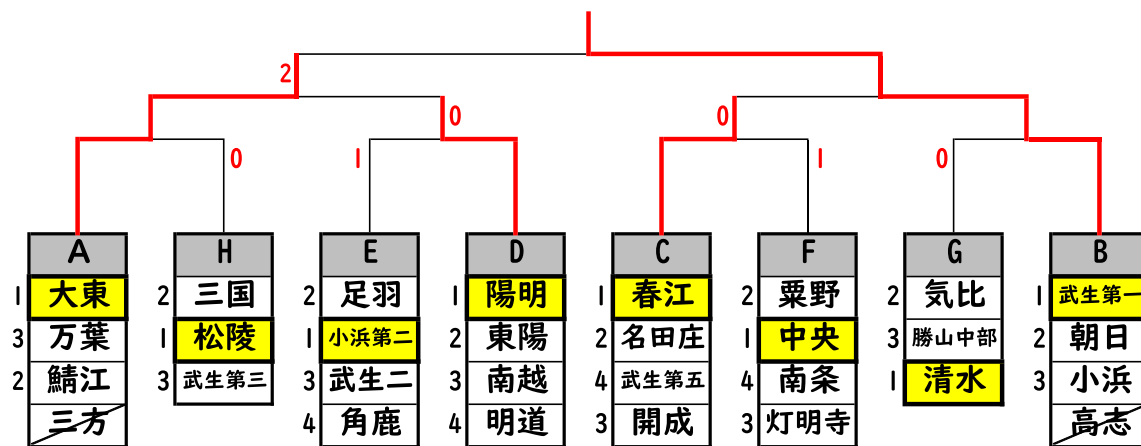 2
0
0
0
1
1
0
A H E D C F G B
1 大東 2 三国 2 足羽 1 陽明 1 春江 2 粟野 2 気比 1 武生第一
3 万葉 1 松陵 1 小浜第二 2 東陽 2 名田庄 1 中央 3 勝山中部 2 朝日
2 鯖江 3 武生第三 3 武生二 3 南越 4 武生第五 4 南条 1 清水 3 小浜
三方 4 角鹿 4 明道 3 開成 3 灯明寺 高志